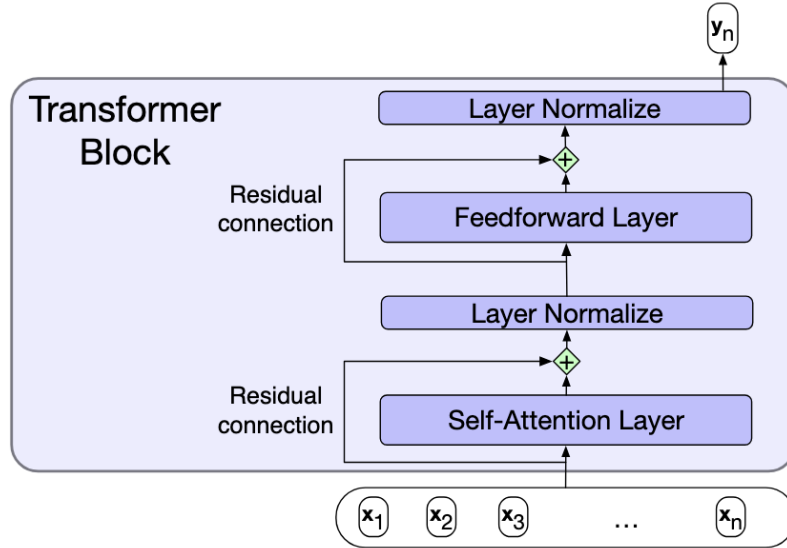 yn
Transformer
Block
Layer Normalize
+
Residual
connection
Feedforward Layer
Layer Normalize
+
Residual
connection
Self-Attention Layer
x1 x2 x3 ... xn